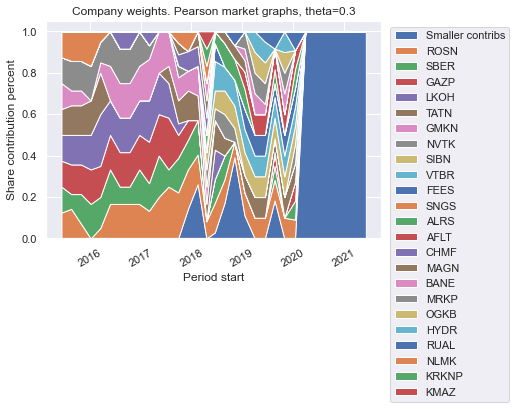 Company weights. Pearson market graphs, theta=0.3
Share contribution percent
1.0
0.8
0.6
0.4
0.2
0.0
2016
2017
2018
2019
2020
2021
Period start
Smaller contribs
ROSN
SBER
GAZP
LKOH
TATN
GMKN
NVTK
SIBN
VTBR
FEES
SNGS
ALRS
AFLT
CHMF
MAGN
BANE
MRKP
OGKB
HYDR
RUAL
NLMK
KRKNP
KMAZ